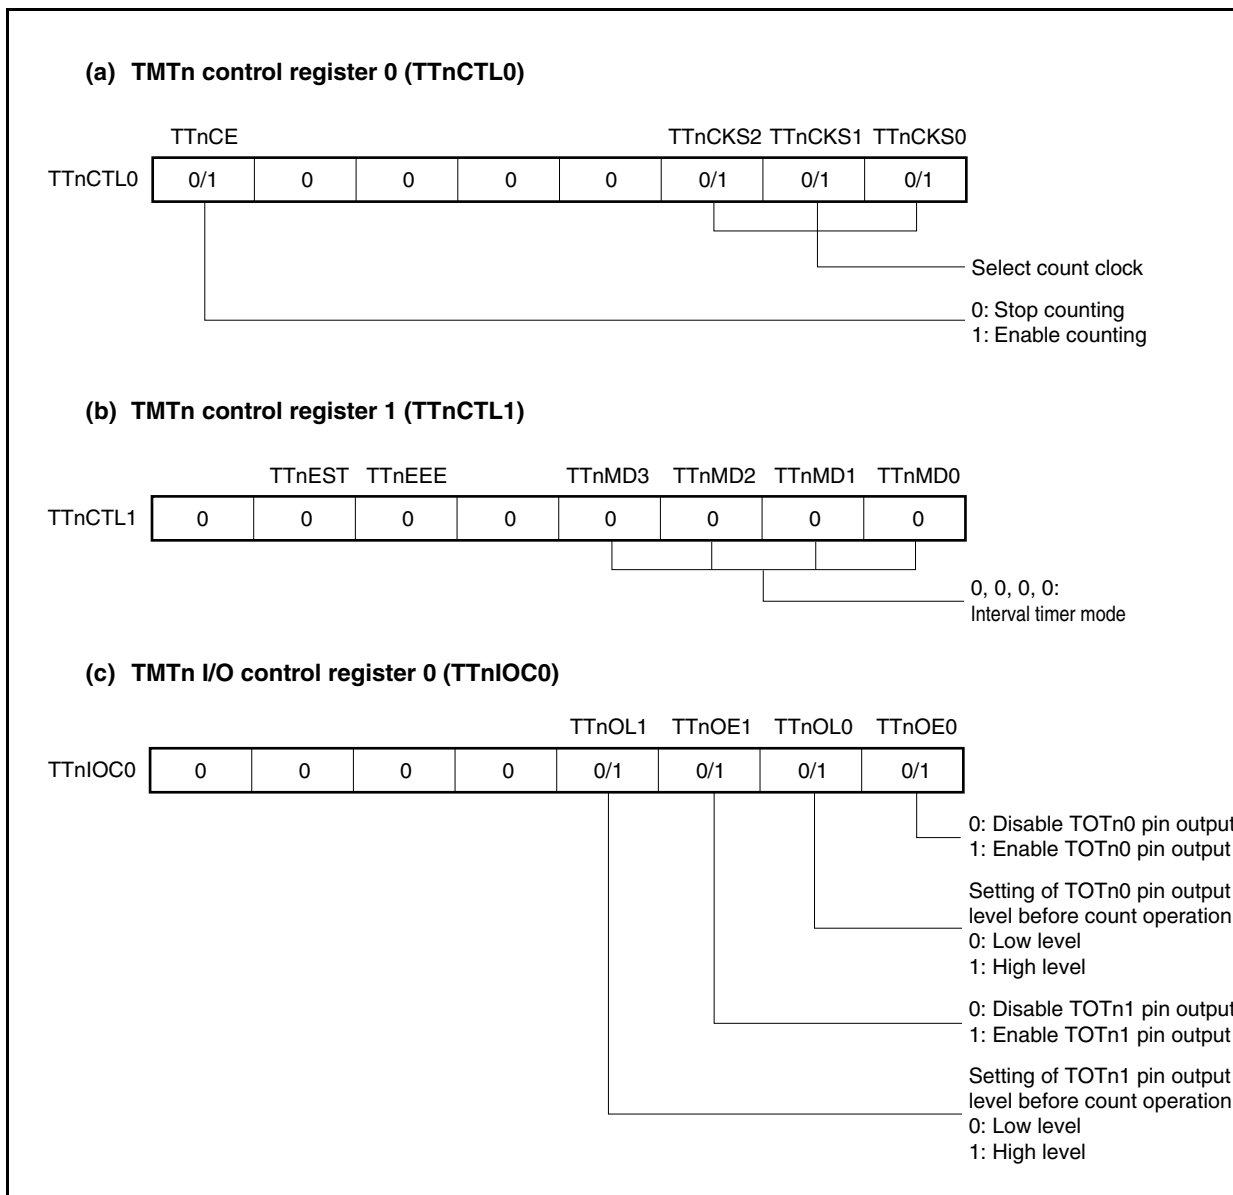 (a) TMTn control register 0 (TTnCTL0)
TTnCE TTnCKS2 TTnCKS1 TTnCKS0
TTnCTL0 0/1 0 0 0 0 0/1 0/1 0/1
Select count clock
0: Stop counting
1: Enable counting
(b) TMTn control register 1 (TTnCTL1)
TTnEST TTnEEE TTnMD3 TTnMD2 TTnMD1 TTnMD0
TTnCTL1 0 0 0 0 0 0 0 0
0, 0, 0, 0:
Interval timer mode
(c) TMTn I/O control register 0 (TTnIOC0)
TTnOL1 TTnOE1 TTnOL0 TTnOE0
TTnIOC0 0 0 0 0 0/1 0/1 0/1 0/1
0: Disable TOTn0 pin output
1: Enable TOTn0 pin output
Setting of TOTn0 pin output
level before count operation
0: Low level
1: High level
0: Disable TOTn1 pin output
1: Enable TOTn1 pin output
Setting of TOTn1 pin output
level before count operation
0: Low level
1: High level